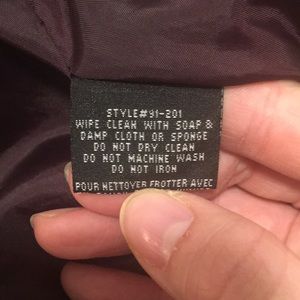 STYLE#91-201
WIPE CLEAN WITH SOAP &
DAMP CLOTH OR SPONGE
DO NOT DRY CLEAN
DO NOT MACHINE WASH
DO NOT IRON
POUR NETTOYER FROTTER AVEC